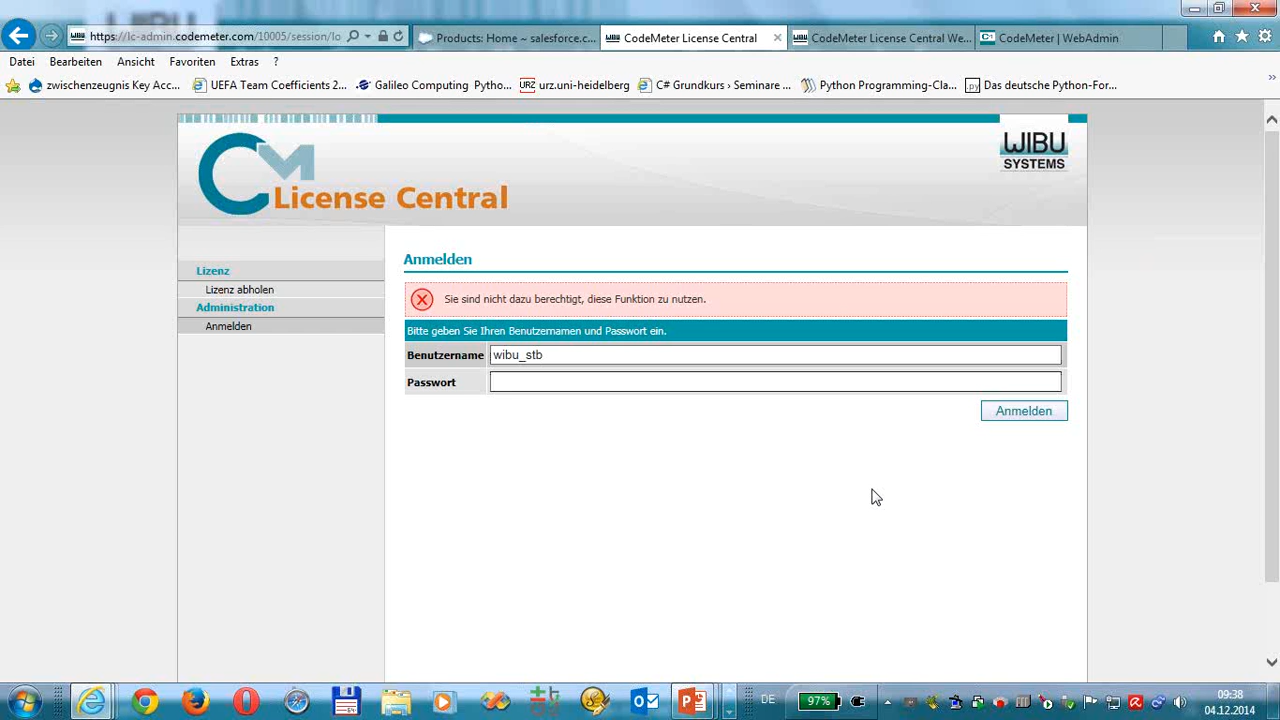 https://lc-admin.codemeter.com/10005/session/lo
Products: Home ~ salesforce.c...
CodeMeter License Central
CodeMeter License Central We...
CodeMeter | WebAdmin
Datei Bearbeiten Ansicht Favoriten Extras ?
zwischenzeugnis Key Acc...
UEFA Team Coefficients 2...
Galileo Computing Pytho...
URZ urz.uni-heidelberg
C# Grundkurs › Seminare ...
Python Programming-Cla...
.py Das deutsche Python-For...
CM License Central
WIBU
SYSTEMS
Lizenz
Lizenz abholen
Administration
Anmelden
Anmelden
Sie sind nicht dazu berechtigt, diese Funktion zu nutzen.
Bitte geben Sie Ihren Benutzernamen und Passwort ein.
Benutzername wibu_stb
Passwort
Anmelden
DE
97%
09:38
04.12.2014